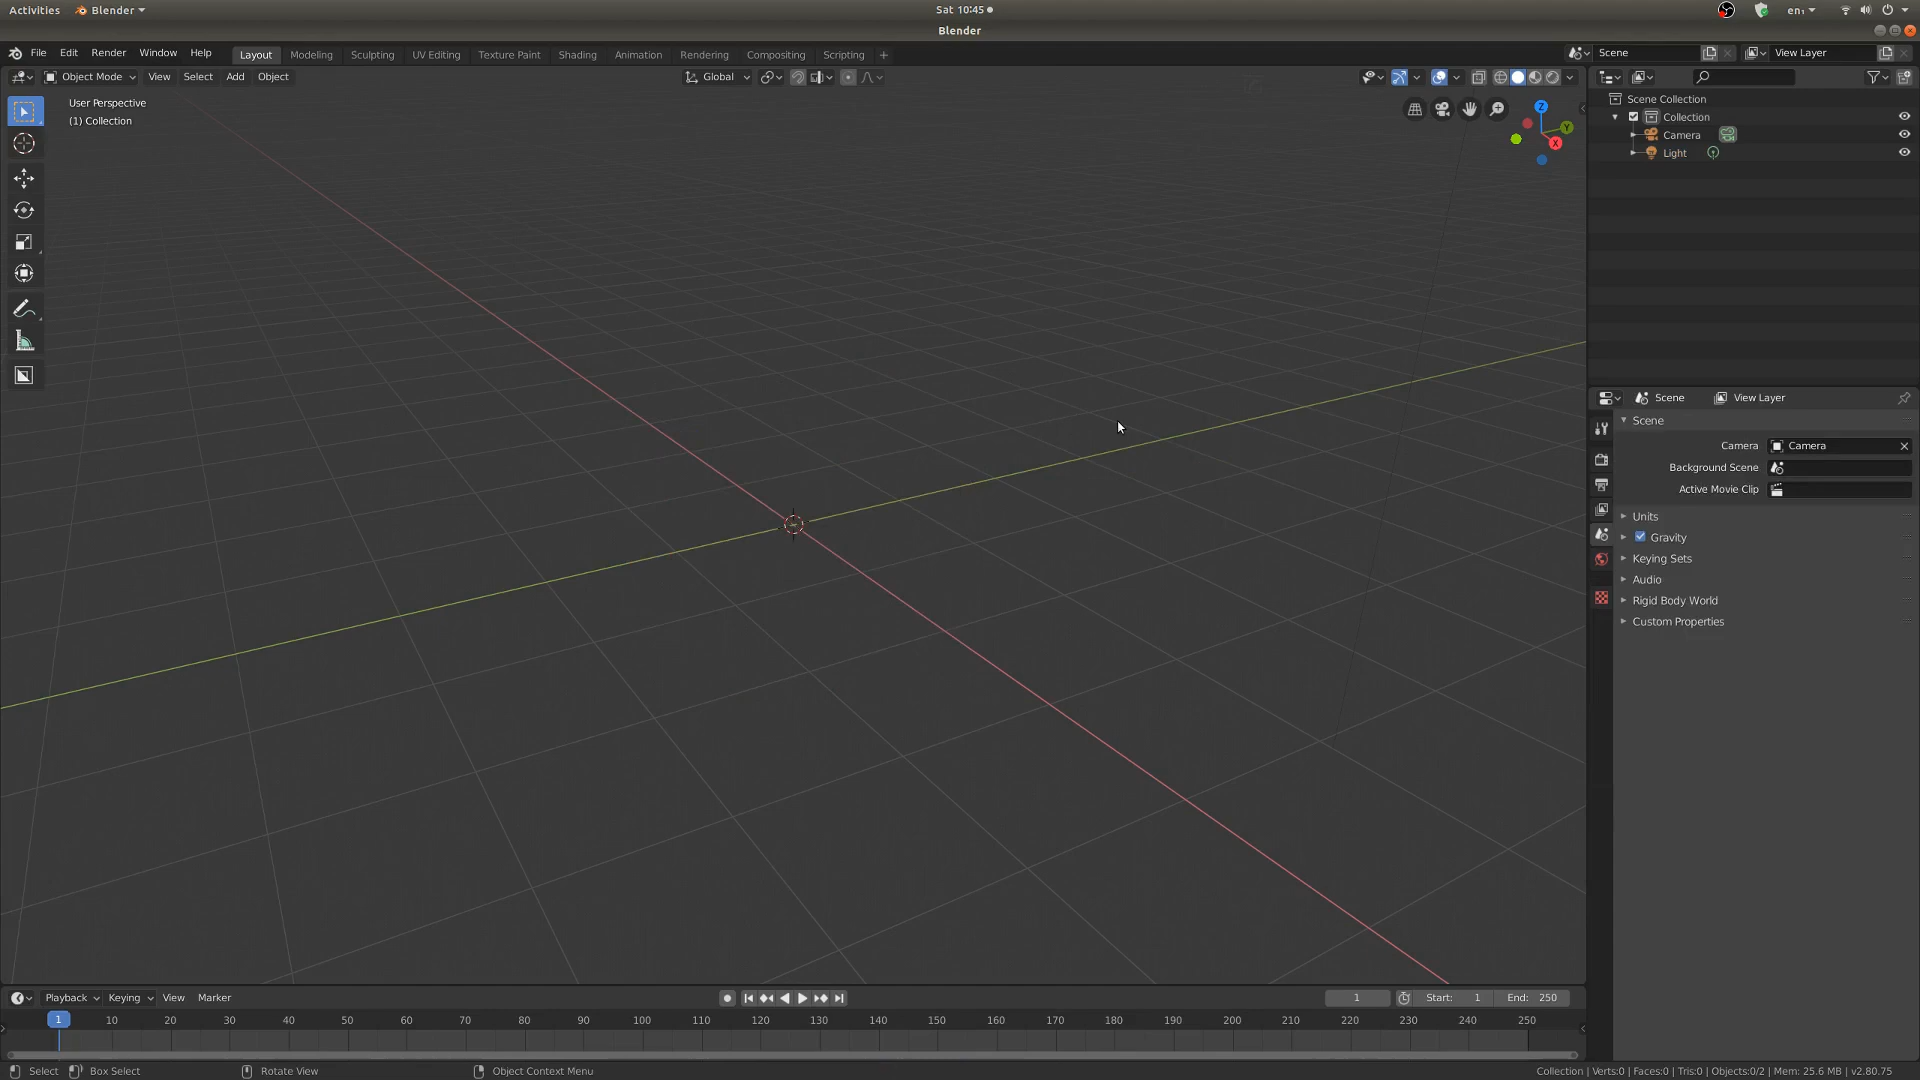 Activities Blender Sat 10:45 en₁
Blender
File Edit Render Window Help Layout Modeling Sculpting UV Editing Texture Paint Shading Animation Rendering Compositing Scripting + Scene View Layer
Object Mode View Select Add Object Global
User Perspective
(1) Collection
Z
Y
X
Scene Collection
Collection
Camera
Light
Scene View Layer
Scene
Camera Camera
Background Scene
Active Movie Clip
Units
Gravity
Keying Sets
Audio
Rigid Body World
Custom Properties
Playback Keying View Marker 1 Start: 1 End: 250
1 10 20 30 40 50 60 70 80 90 100 110 120 130 140 150 160 170 180 190 200 210 220 230 240 250
Select Box Select Rotate View Object Context Menu Collection | Verts:0 | Faces:0 | Tris:0 | Objects:0/2 | Mem: 25.6 MB | v2.80.75